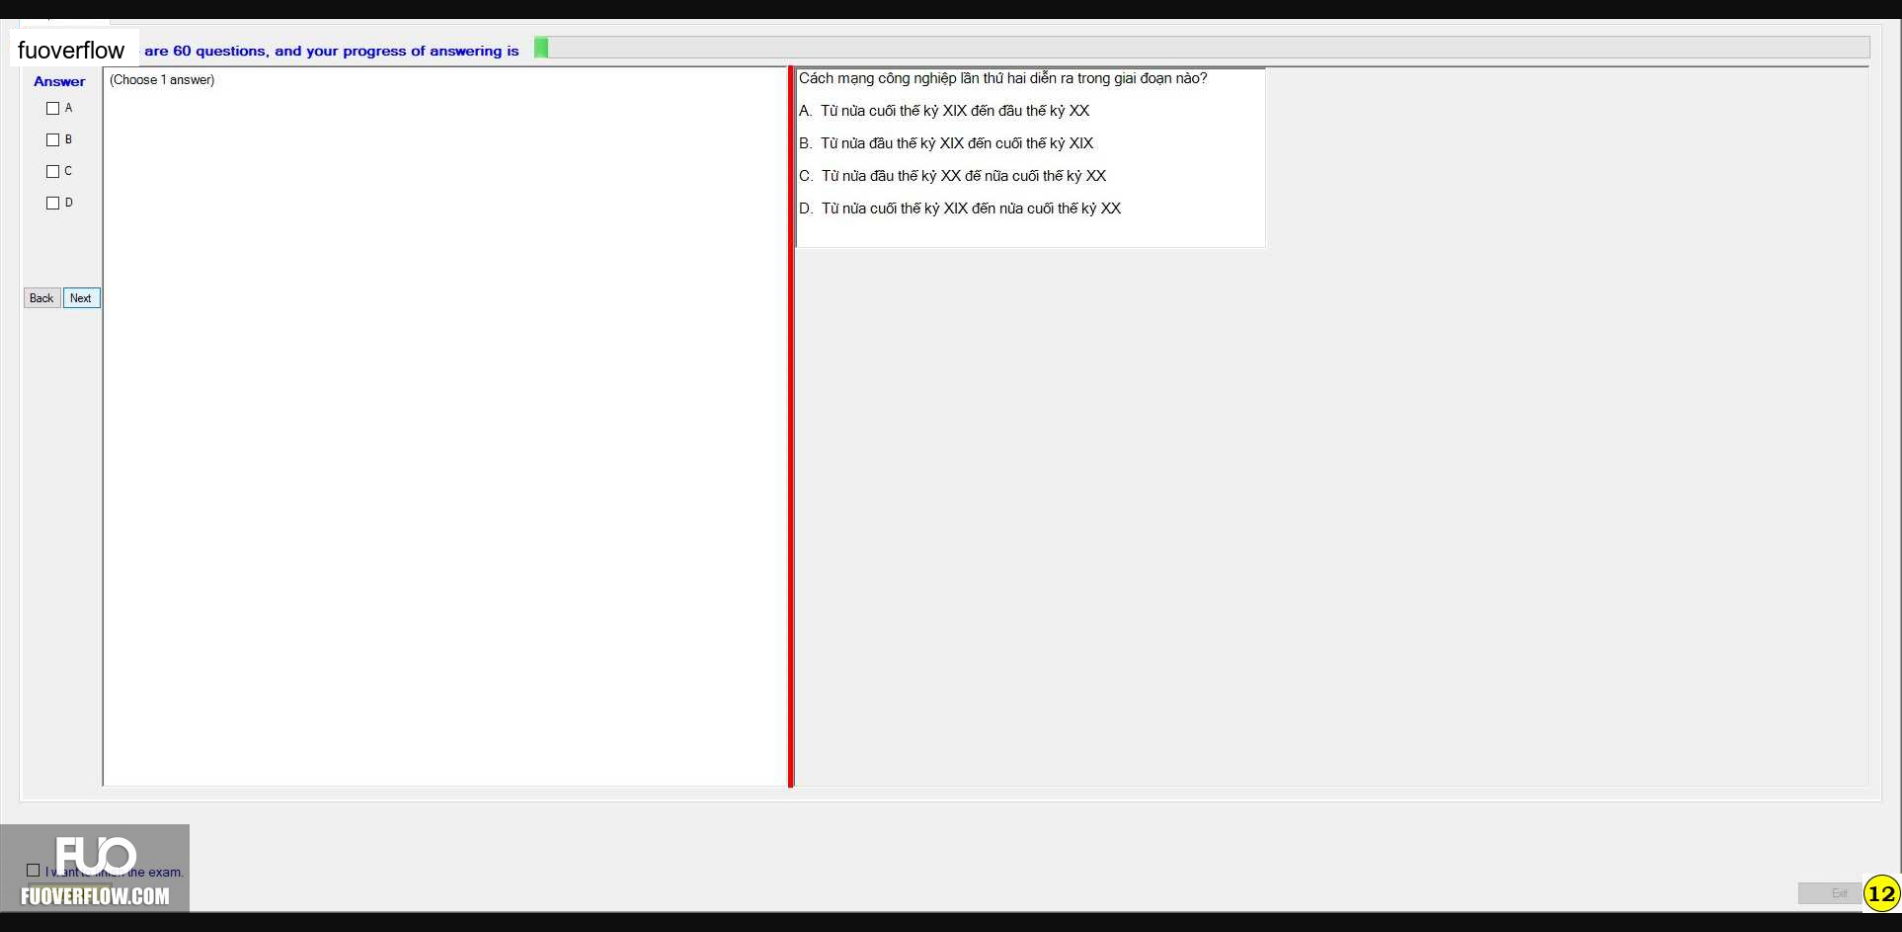 fuoverflow are 60 questions, and your progress of answering is
Answer
(Choose 1 answer)
A
B
C
D
Back Next
Cách mạng công nghiệp lần thứ hai diễn ra trong giai đoạn nào?
A. Từ nửa cuối thế kỷ XIX đến đầu thế kỷ XX
B. Từ nửa đầu thế kỷ XIX đến cuối thế kỷ XIX
C. Từ nửa đầu thế kỷ XX đế nữa cuối thế kỷ XX
D. Từ nửa cuối thế kỷ XIX đến nửa cuối thế kỷ XX
FUO
I want to finish the exam.
FUOVERFLOW.COM
Exit
12